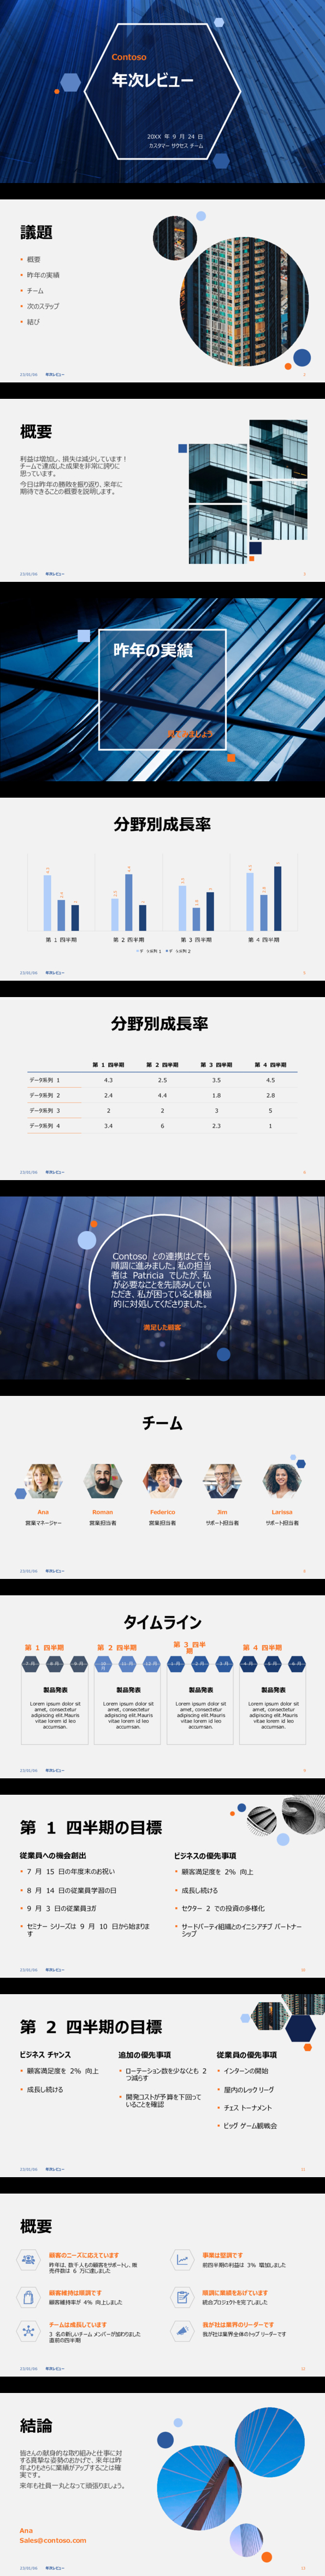 Contoso
年次レビュー
20XX 年 9 月 24 日
カスタマー サクセス チーム
議題
• 概要
• 昨年の実績
• チーム
• 次のステップ
• 結び
23/01/06 年次レビュー
概要
利益は増加し、損失は減少しています!
チームで達成した成果を非常に誇りに
思っています。
今日は昨年の勝敗を振り返り、来年に
期待できることの概要を説明します。
23/01/06 年次レビュー
3
昨年の実績
分野別成長率
第 1 四半期 第 2 四半期 第 3 四半期 第 4 四半期
23/01/06 年次レビュー
5
分野別成長率
第 1 四半期 第 2 四半期 第 3 四半期 第 4 四半期
データ系列 1 4.3 2.5 3.5 4.5
データ系列 2 2.4 4.4 1.8 2.8
データ系列 3 2 2 3 5
データ系列 4 3.4 6 2.3 1
23/01/06 年次レビュー
Contoso との連携はとても
順調に進みました。私の担当
者は Patricia でしたが、私
が必要なことを先読みしてい
ただき、私が困っていると積極
的に対処してくださりました。
満足した顧客
チーム
Ana Roman Federico Jim Larissa
営業マネージャー 営業担当者 営業担当者 サポート担当者 サポート担当者
23/01/06 年次レビュー
8
タイムライン
第 1 四半期 第 2 四半期 第 3 四半
期 第 4 四半期
7 月 8 月 9 月 10
月 11 月 12 月 1 月 2 月 3 月 4 月 5 月 6 月
製品発表 製品発表 製品発表 製品発表
Lorem ipsum dolor sit Lorem ipsum dolor sit Lorem ipsum dolor sit Lorem ipsum dolor sit
amet, consectetur amet, consectetur amet, consectetur amet, consectetur
adipiscing elit.Mauris adipiscing elit.Mauris adipiscing elit.Mauris adipiscing elit.Mauris
vitae lorem id leo vitae lorem id leo vitae lorem id leo vitae lorem id leo
accumsan. accumsan. accumsan. accumsan.
23/01/06 年次レビュー
9
第 1 四半期の目標
従業員への機会創出
• 7 月 15 日の年度末のお祝い
• 8 月 14 日の従業員学習の日
• 9 月 3 日の従業員ヨガ
• セミナー シリーズは 9 月 10 日から始まりま
す
ビジネスの優先事項
• 顧客満足度を 2% 向上
• 成長し続ける
• セクター 2 での投資の多様化
• サードパーティ組織とのイニシアチブ パートナー
シップ
23/01/06 年次レビュー
10
第 2 四半期の目標
ビジネス チャンス
• 顧客満足度を 2% 向上
• 成長し続ける
追加の優先事項
• ローテーション数を少なくとも 2
つ減らす
• 開発コストが予算を下回って
いることを確認
従業員の優先事項
• インターンの開始
• 屋内のレック リーグ
• チェス トーナメント
• ビッグ ゲーム観戦会
23/01/06 年次レビュー
11
概要
顧客のニーズに応えています
昨年は、数千人もの顧客をサポートし、販
売件数は 6 万に達しました
事業は堅調です
前四半期の利益は 3% 増加しました
顧客維持は順調です
顧客維持率が 4% 向上しました
順調に業績をあげています
統合プロジェクトを完了しました
チームは成長しています
3 名の新しいチーム メンバーが加わりました
直前の四半期
我が社は業界のリーダーです
我が社は業界全体のトップ リーダーです
23/01/06 年次レビュー
12
結論
皆さんの献身的な取り組みと仕事に対
する真摯な姿勢のおかげで、来年は昨
年よりもさらに業績がアップすることは確
実です。
来年も社員一丸となって頑張りましょう。
Ana
Sales@contoso.com
23/01/06 年次レビュー
13